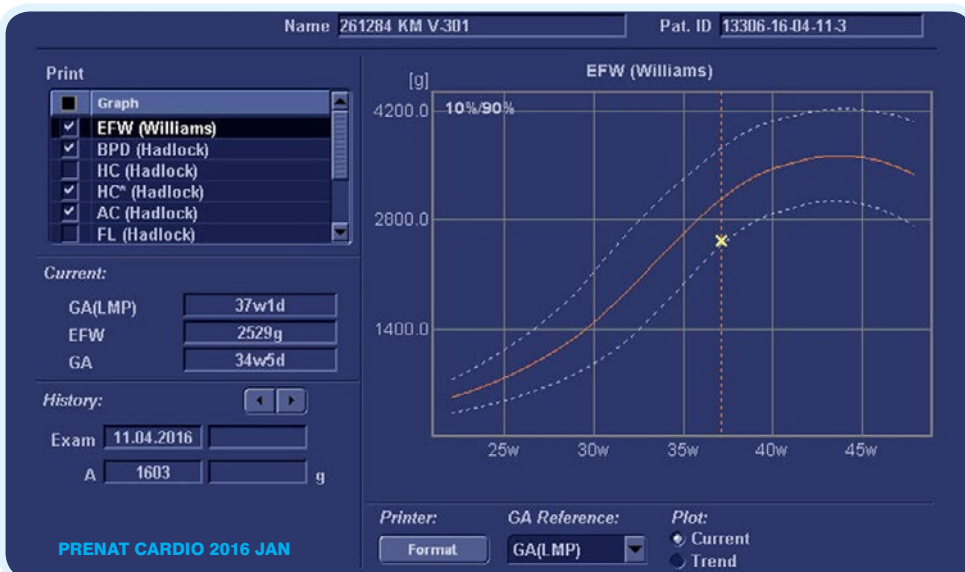 Name 261284 KM V-301 Pat. ID 13306-16-04-11-3
Print
Graph
EFW (Williams)
BPD (Hadlock)
HC (Hadlock)
HC* (Hadlock)
AC (Hadlock)
FL (Hadlock)
Current:
GA(LMP) 37w1d
EFW 2529g
GA 34w5d
History:
Exam 11.04.2016
A 1603 g
PRENAT CARDIO 2016 JAN
EFW (Williams)
[g]
10%/90%
4200.0
2800.0
1400.0
25w 30w 35w 40w 45w
Printer: GA Reference: Plot:
Format GA(LMP) Current
Trend